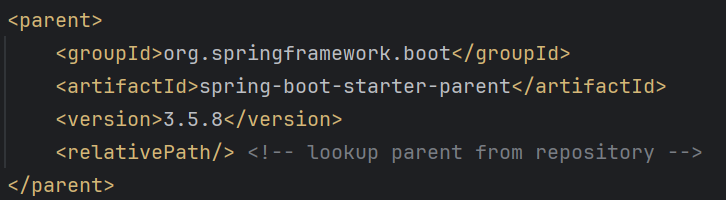 <parent>
<groupId>org.springframework.boot</groupId>
<artifactId>spring-boot-starter-parent</artifactId>
<version>3.5.8</version>
<relativePath/> <!-- lookup parent from repository -->
</parent>